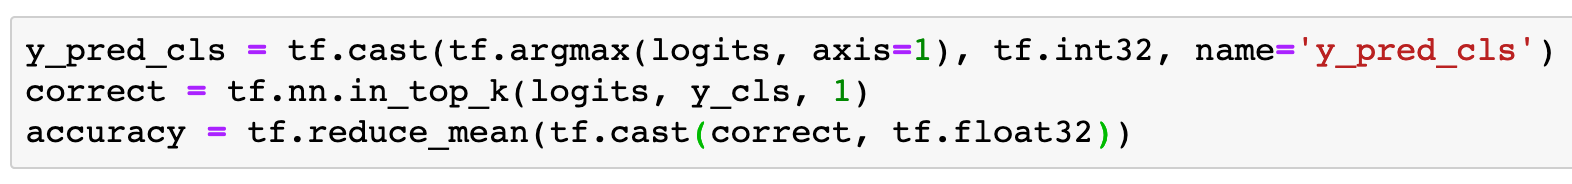 y_pred_cls = tf.cast(tf.argmax(logits, axis=1), tf.int32, name='y_pred_cls')
correct = tf.nn.in_top_k(logits, y_cls, 1)
accuracy = tf.reduce_mean(tf.cast(correct, tf.float32))